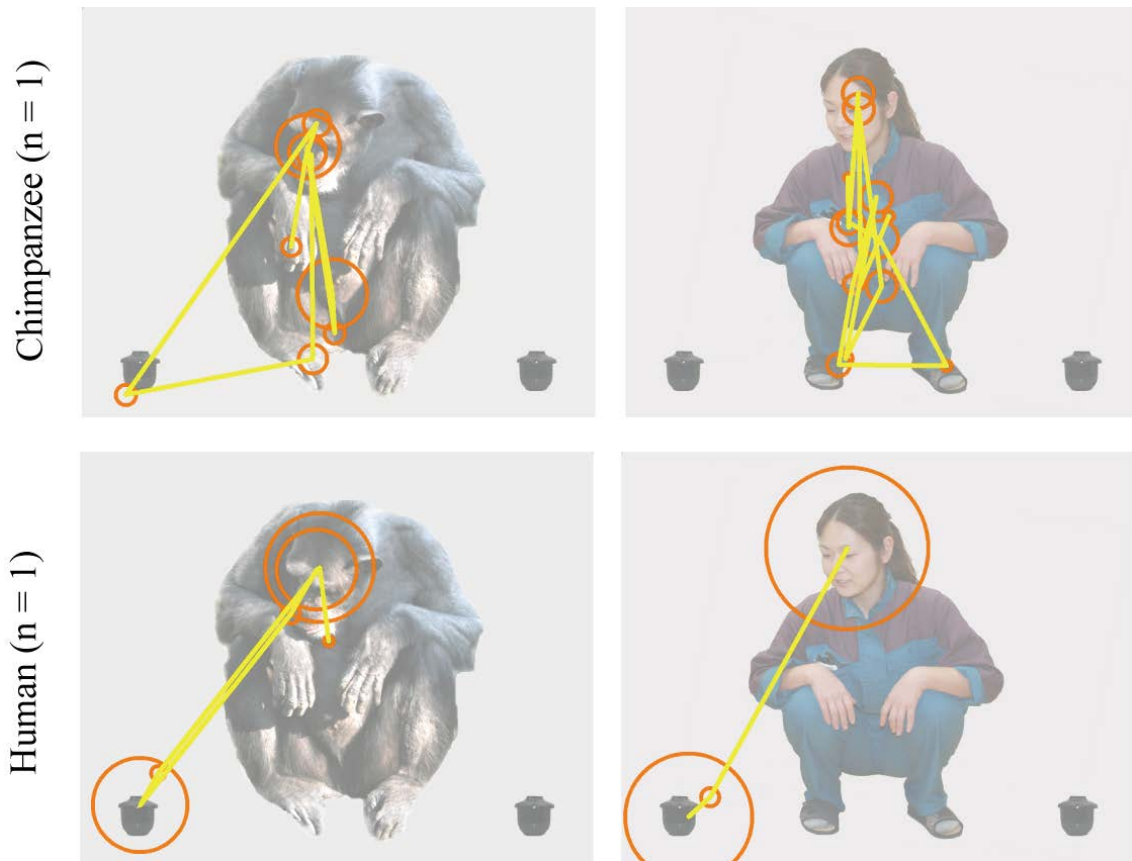 Chimpanzee (n = 1)
Human (n = 1)